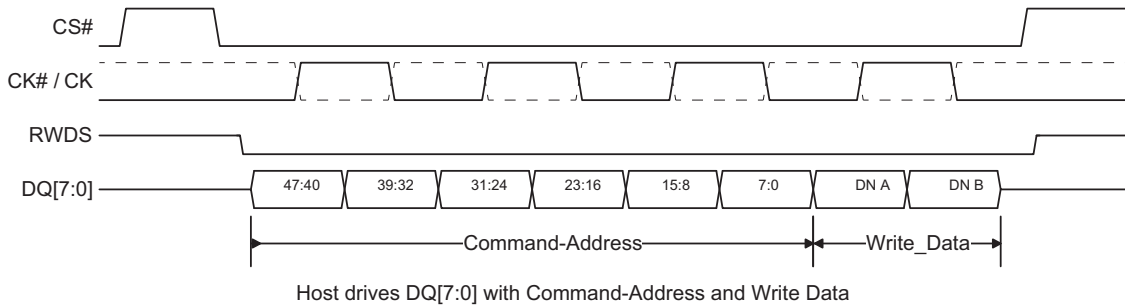 CS#
CK# / CK
RWDS
DQ[7:0] 47:40 39:32 31:24 23:16 15:8 7:0 DN A DN B
Command-Address Write_Data
Host drives DQ[7:0] with Command-Address and Write Data